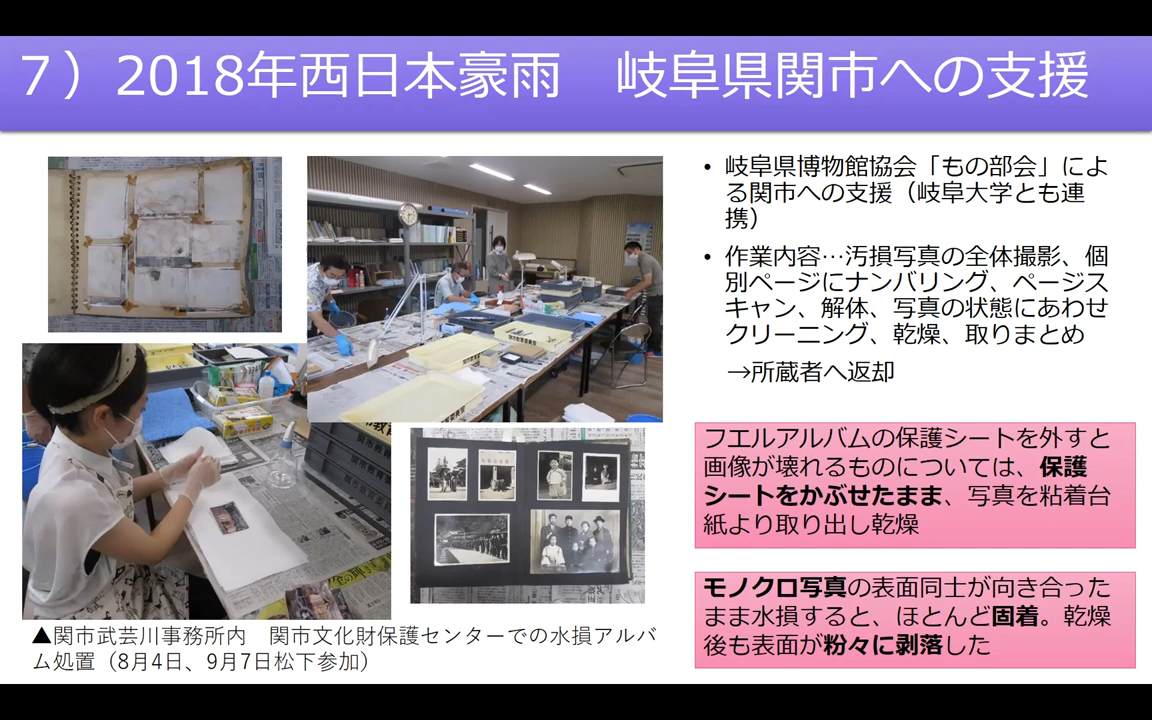 ７）2018年西日本豪雨　岐阜県関市への支援
• 岐阜県博物館協会「もの部会」によ
る関市への支援（岐阜大学とも連
携）
• 作業内容…汚損写真の全体撮影、個
別ページにナンバリング、ページス
キャン、解体、写真の状態にあわせ
クリーニング、乾燥、取りまとめ
→所蔵者へ返却
フエルアルバムの保護シートを外すと
画像が壊れるものについては、保護
シートをかぶせたまま、写真を粘着台
紙より取り出し乾燥
モノクロ写真の表面同士が向き合った
まま水損すると、ほとんど固着。乾燥
後も表面が粉々に剥落した
▲関市武芸川事務所内　関市文化財保護センターでの水損アルバ
ム処置（8月4日、9月7日松下参加）